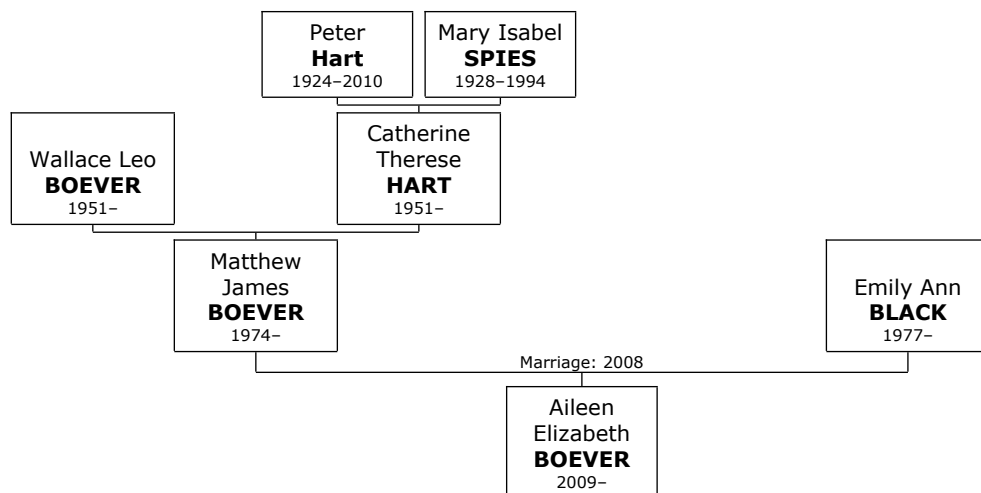 Peter
Hart
1924–2010
Mary Isabel
SPIES
1928–1994
Wallace Leo
BOEVER
1951–
Catherine
Therese
HART
1951–
Matthew
James
BOEVER
1974–
Emily Ann
BLACK
1977–
Marriage: 2008
Aileen
Elizabeth
BOEVER
2009–